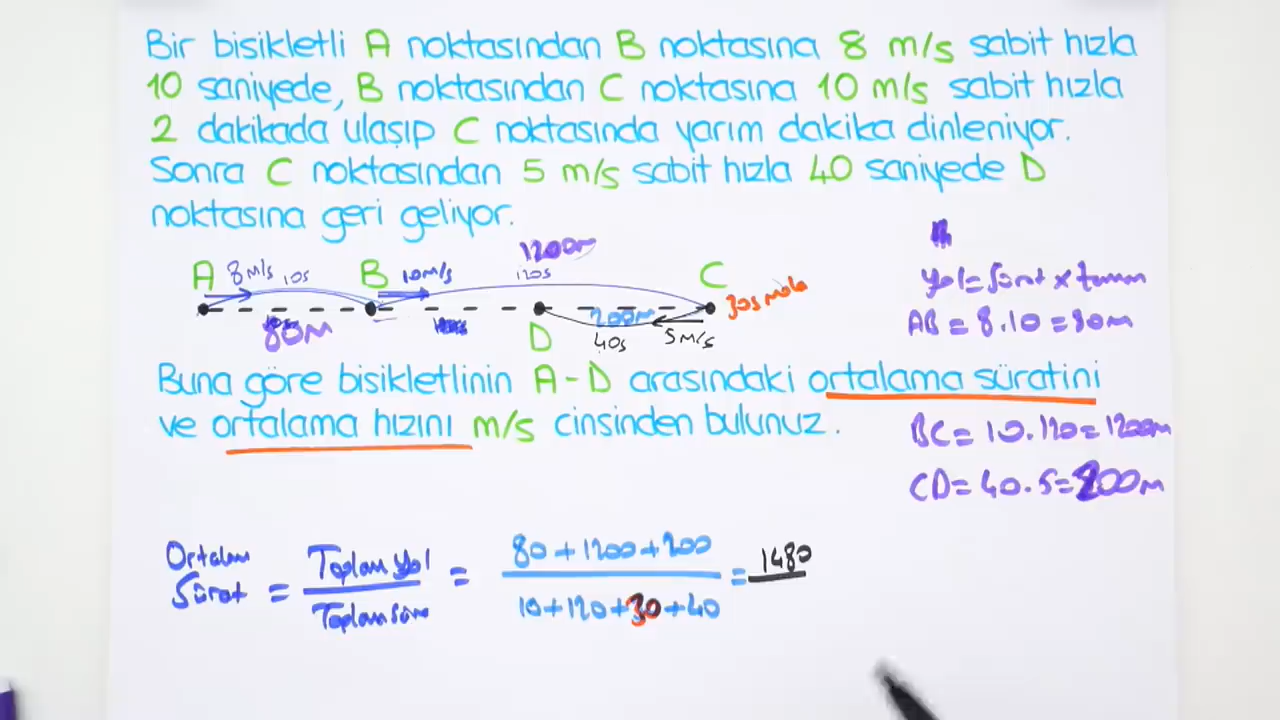 Bir bisikletli A noktasından B noktasına 8 m/s sabit hızla
10 saniyede, B noktasından C noktasına 10 m/s sabit hızla
2 dakikada ulaşıp C noktasında yarım dakika dinleniyor.
Sonra C noktasından 5 m/s sabit hızla 40 saniyede D
noktasına geri geliyor.
1200m
A 8m/s 10s B 10m/s 120s C
30s mola
80m 200m
D 40s 5m/s
Yol = Sürat x zaman
AB = 8.10 = 80m
Buna göre bisikletlinin A-D arasındaki ortalama süratini
ve ortalama hızını m/s cinsinden bulunuz.
BC = 10.120 = 1200m
CD = 40.5 = 200m
Ortalam Sürat = Toplam yol / Toplam süre = 80+1200+200 / 10+120+30+40 = 1480